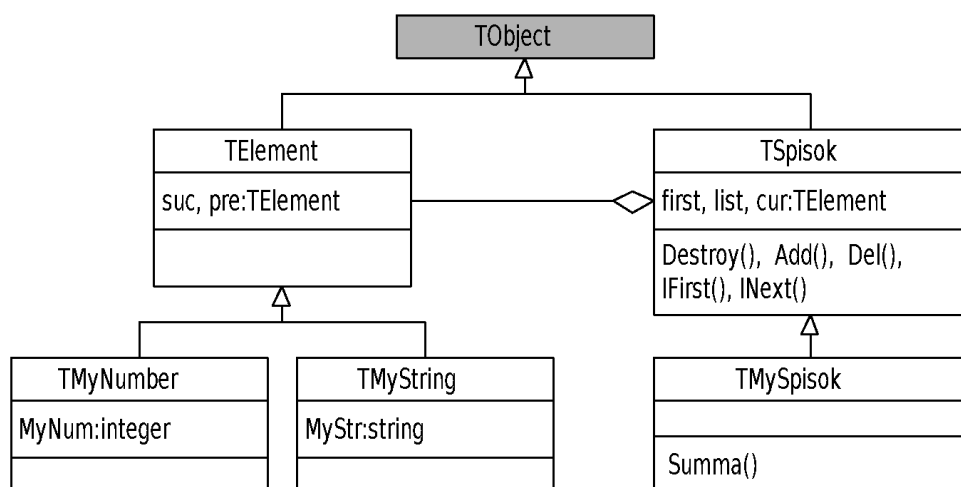 TObject
TElement
suc, pre:TElement
TSpisok
first, list, cur:TElement
Destroy(), Add(), Del(),
IFirst(), INext()
TMyNumber
MyNum:integer
TMyString
MyStr:string
TMySpisok
Summa()